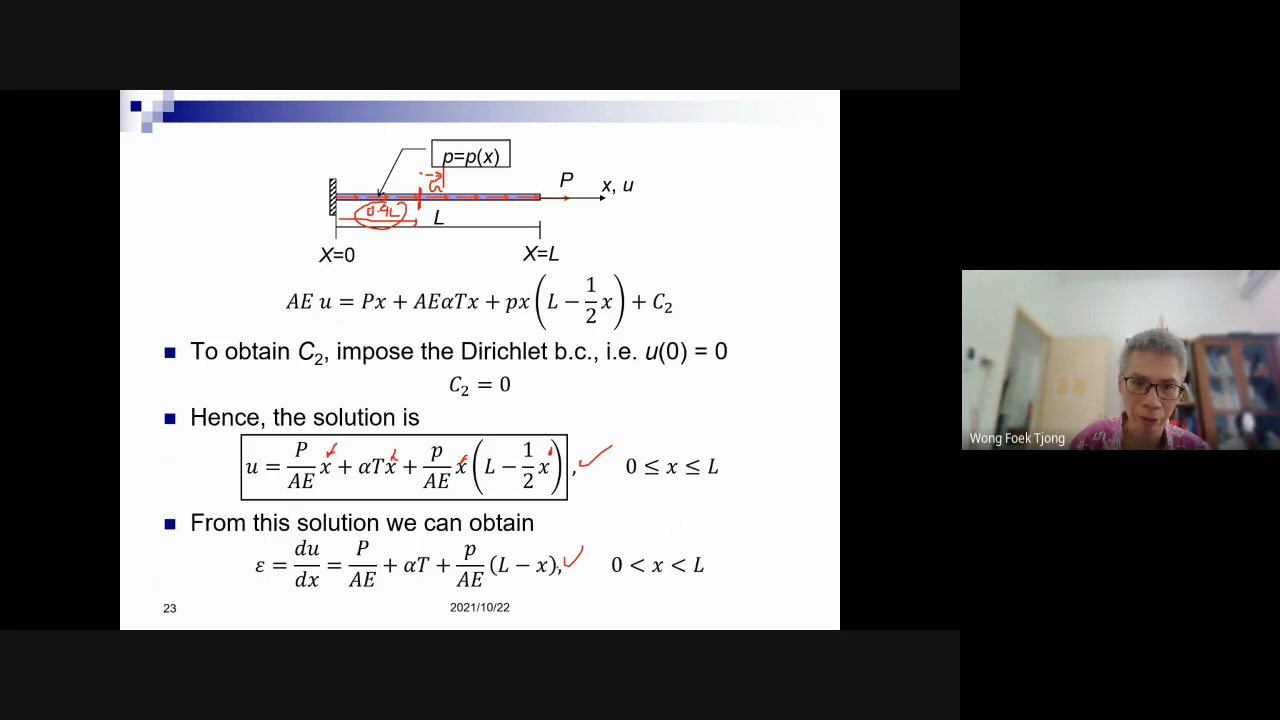 p=p(x)
P
x, u
0.4L
L
X=0
X=L
AE u = Px + AEαTx + px(L − 1/2 x) + C₂
■ To obtain C₂, impose the Dirichlet b.c., i.e. u(0) = 0
C₂ = 0
■ Hence, the solution is
u = P/AE x + αTx + p/AE x(L − 1/2 x), 0 ≤ x ≤ L
■ From this solution we can obtain
ε = du/dx = P/AE + αT + p/AE (L − x), 0 < x < L
23
2021/10/22
Wong Foek Tjong